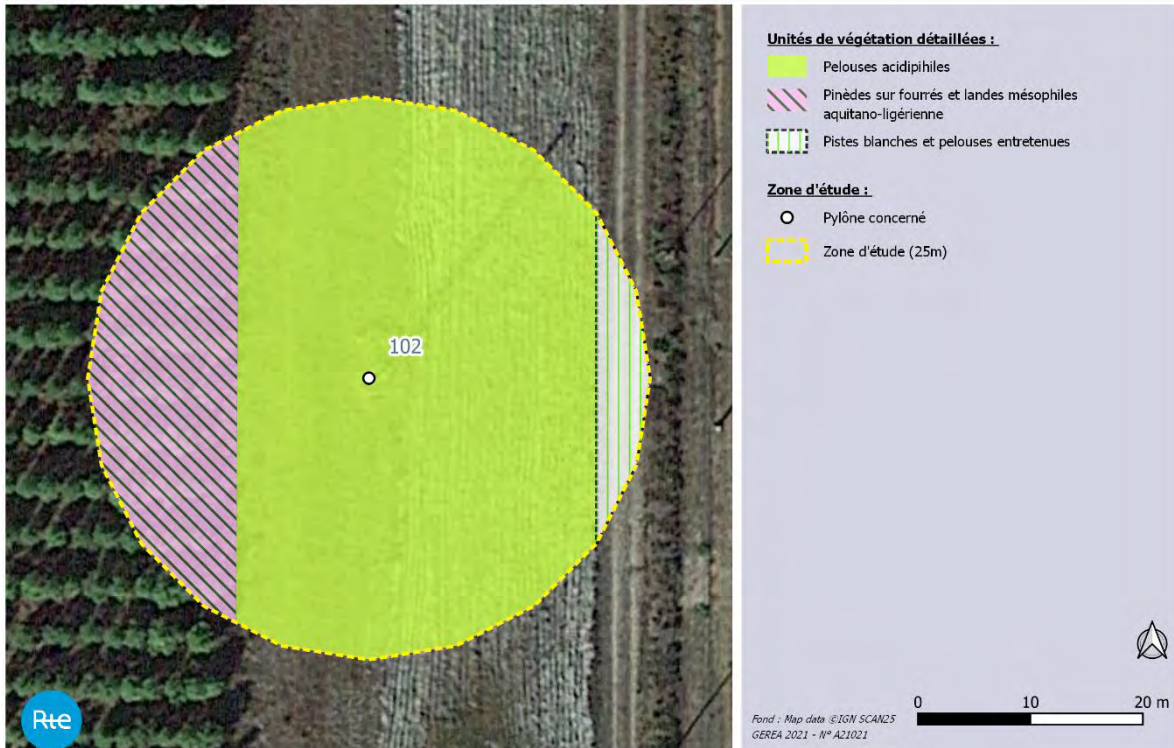 102
Rte
Unités de végétation détaillées :
Pelouses acidipihiles
Pinèdes sur fourrés et landes mésophiles
aquitano-ligérienne
Pistes blanches et pelouses entretenues
Zone d'étude :
Pylône concerné
Zone d'étude (25m)
0 10 20 m
Fond : Map data ©IGN SCAN25
GEREA 2021 - N° A21021